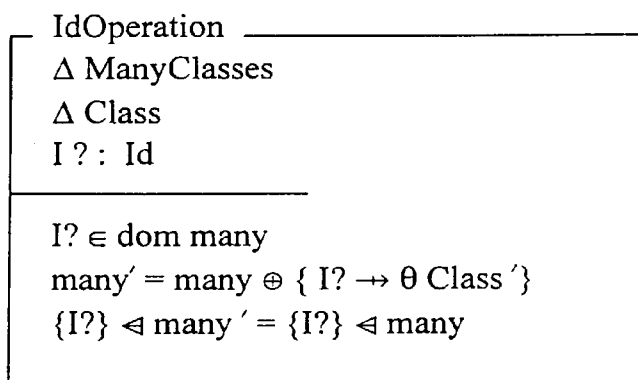 IdOperation
Δ ManyClasses
Δ Class
I ? : Id
I? ∈ dom many
many′ = many ⊕ { I? → θ Class ′}
{I?} ⩤ many ′ = {I?} ⩤ many